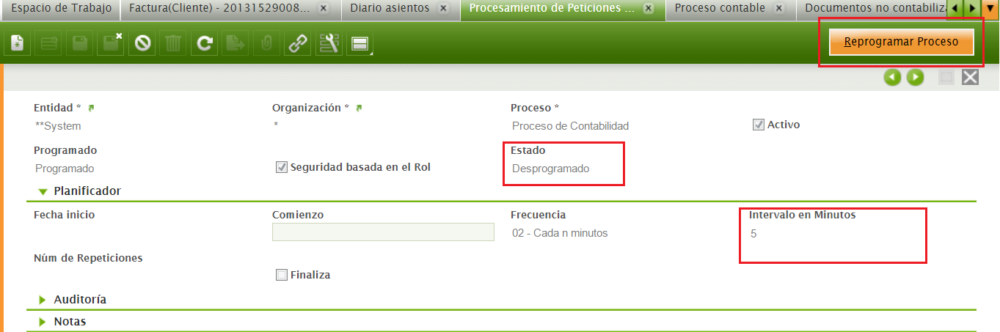 Espacio de Trabajo Factura(Cliente) - 20131529008... Diario asientos Procesamiento de Peticiones ... Proceso contable Documentos no contabiliza
Reprogramar Proceso
Entidad * Organización * Proceso *
**System * Proceso de Contabilidad Activo
Programado Estado
Programado Seguridad basada en el Rol Desprogramado
Planificador
Fecha inicio Comienzo Frecuencia Intervalo en Minutos
02 - Cada n minutos 5
Núm de Repeticiones
Finaliza
Auditoría
Notas